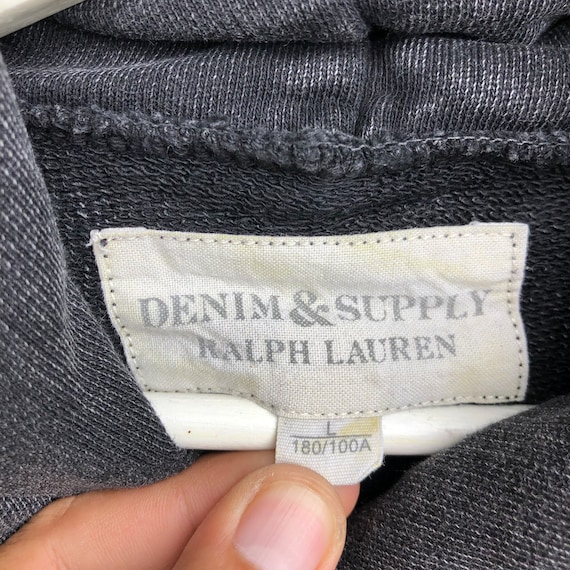 DENIM&SUPPLY
RALPH LAUREN
L
180/100A